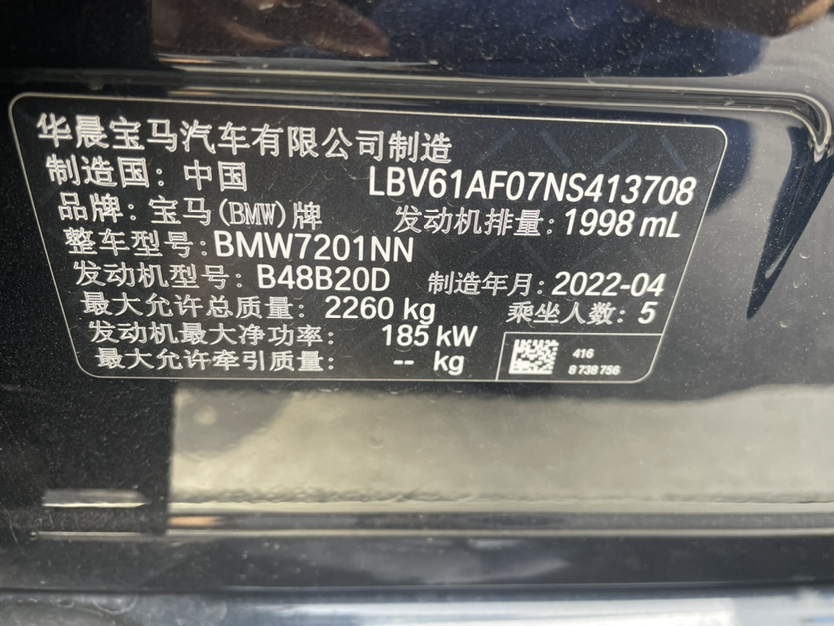 华晨宝马汽车有限公司制造
制造国：中国 LBV61AF07NS413708
品牌：宝马(BMW)牌 发动机排量：1998 mL
整车型号：BMW7201NN
发动机型号：B48B20D 制造年月：2022-04
最大允许总质量：2260 kg 乘坐人数：5
发动机最大净功率：185 kW
最大允许牵引质量：-- kg
416
8 738 756